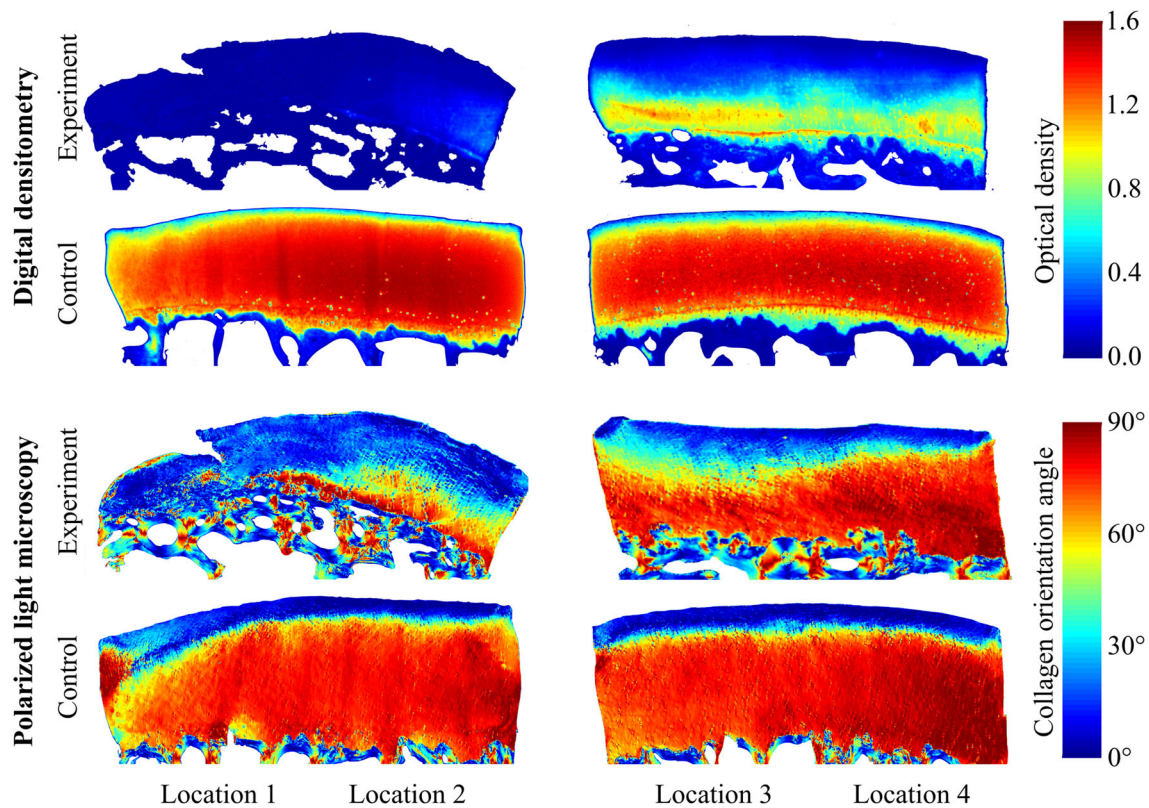 Digital densitometry
Experiment
Control
Optical density
1.6
1.2
0.8
0.4
0.0
Polarized light microscopy
Experiment
Control
Collagen orientation angle
90°
60°
30°
0°
Location 1
Location 2
Location 3
Location 4